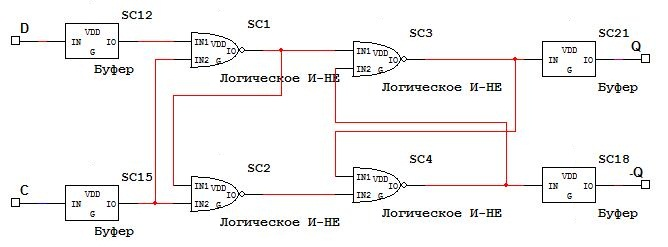 D
SC12
VDD
IN IO
G
Буфер
SC1
IN1 VDD
IO
IN2 G
Логическое И-НЕ
SC3
IN1 VDD
IO
IN2 G
Логическое И-НЕ
SC21
Q
VDD
IN IO
G
Буфер
C
SC15
VDD
IN IO
G
Буфер
SC2
IN1 VDD
IO
IN2 G
Логическое И-НЕ
SC4
IN1 VDD
IO
IN2 G
Логическое И-НЕ
SC18
-Q
VDD
IN IO
G
Буфер